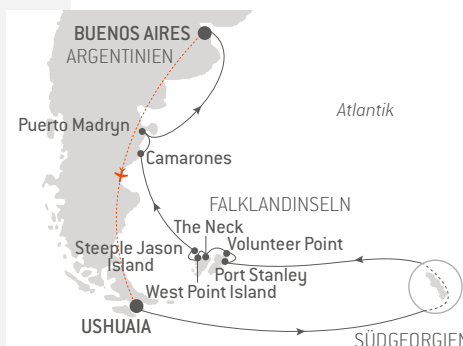 BUENOS AIRES
ARGENTINIEN
Atlantik
Puerto Madryn
Camarones
FALKLANDINSELN
The Neck
Steeple Jason
Island
Volunteer Point
Port Stanley
West Point Island
USHUAIA
SÜDGEORGIEN